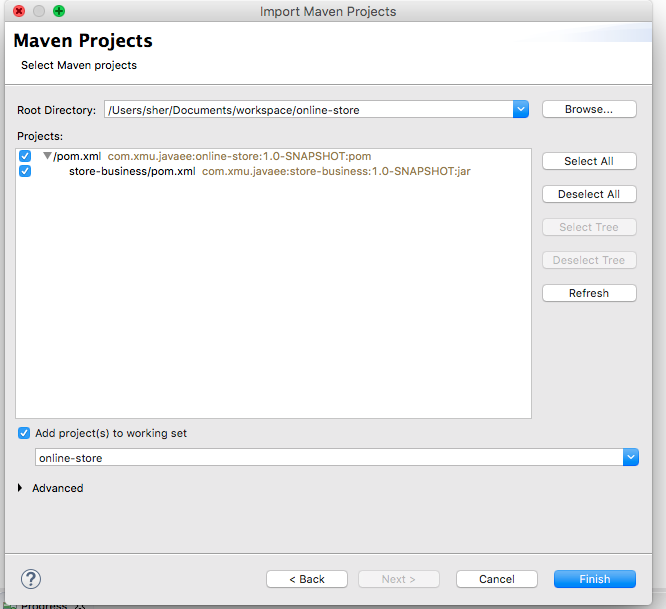 Import Maven Projects
Maven Projects
Select Maven projects
Root Directory: /Users/sher/Documents/workspace/online-store Browse...
Projects:
/pom.xml com.xmu.javaee:online-store:1.0-SNAPSHOT:pom
store-business/pom.xml com.xmu.javaee:store-business:1.0-SNAPSHOT:jar
Select All
Deselect All
Select Tree
Deselect Tree
Refresh
Add project(s) to working set
online-store
Advanced
? < Back Next > Cancel Finish
Progress